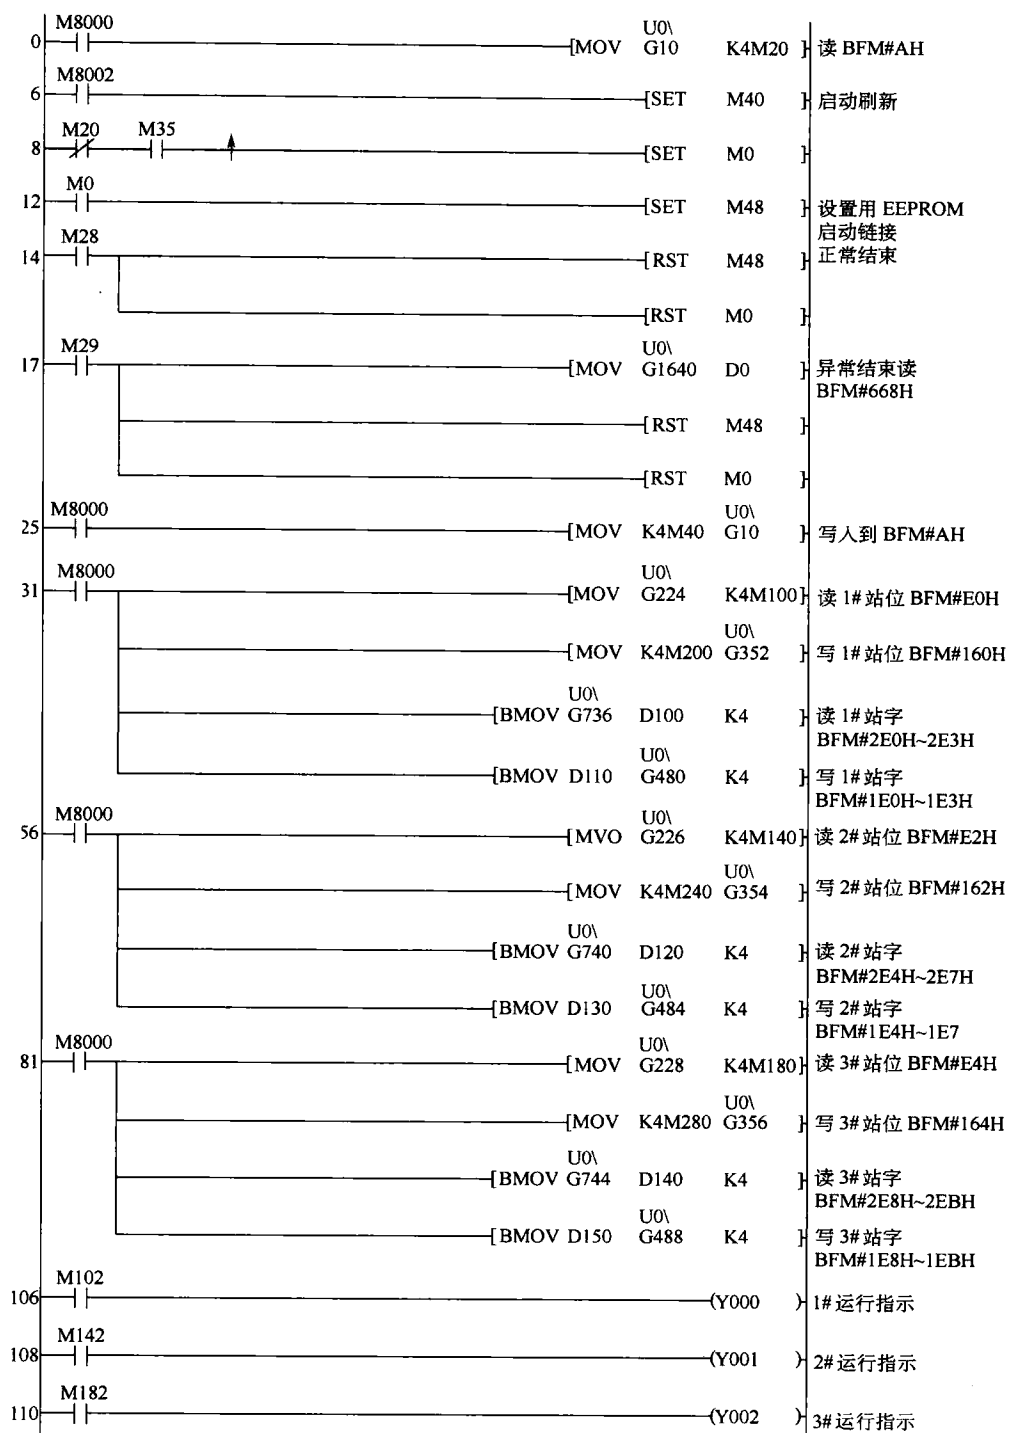 M8000
U0\
0 [MOV G10 K4M20 ] 读 BFM#AH
M8002
6 [SET M40 ] 启动刷新
M20 M35
8 [SET M0 ]
M0
12 [SET M48 ] 设置用 EEPROM
启动链接
M28
14 [RST M48 ] 正常结束
[RST M0 ]
M29
U0\
17 [MOV G1640 D0 ] 异常结束读
BFM#668H
[RST M48 ]
[RST M0 ]
M8000
U0\
25 [MOV K4M40 G10 ] 写入到 BFM#AH
M8000
U0\
31 [MOV G224 K4M100] 读 1# 站位 BFM#E0H
U0\
[MOV K4M200 G352 ] 写 1# 站位 BFM#160H
U0\
[BMOV G736 D100 K4 ] 读 1# 站字
BFM#2E0H~2E3H
U0\
[BMOV D110 G480 K4 ] 写 1# 站字
BFM#1E0H~1E3H
M8000
U0\
56 [MVO G226 K4M140] 读 2# 站位 BFM#E2H
U0\
[MOV K4M240 G354 ] 写 2# 站位 BFM#162H
U0\
[BMOV G740 D120 K4 ] 读 2# 站字
BFM#2E4H~2E7H
U0\
[BMOV D130 G484 K4 ] 写 2# 站字
BFM#1E4H~1E7
M8000
U0\
81 [MOV G228 K4M180] 读 3# 站位 BFM#E4H
U0\
[MOV K4M280 G356 ] 写 3# 站位 BFM#164H
U0\
[BMOV G744 D140 K4 ] 读 3# 站字
BFM#2E8H~2EBH
U0\
[BMOV D150 G488 K4 ] 写 3# 站字
BFM#1E8H~1EBH
M102
106 (Y000 ) 1# 运行指示
M142
108 (Y001 ) 2# 运行指示
M182
110 (Y002 ) 3# 运行指示